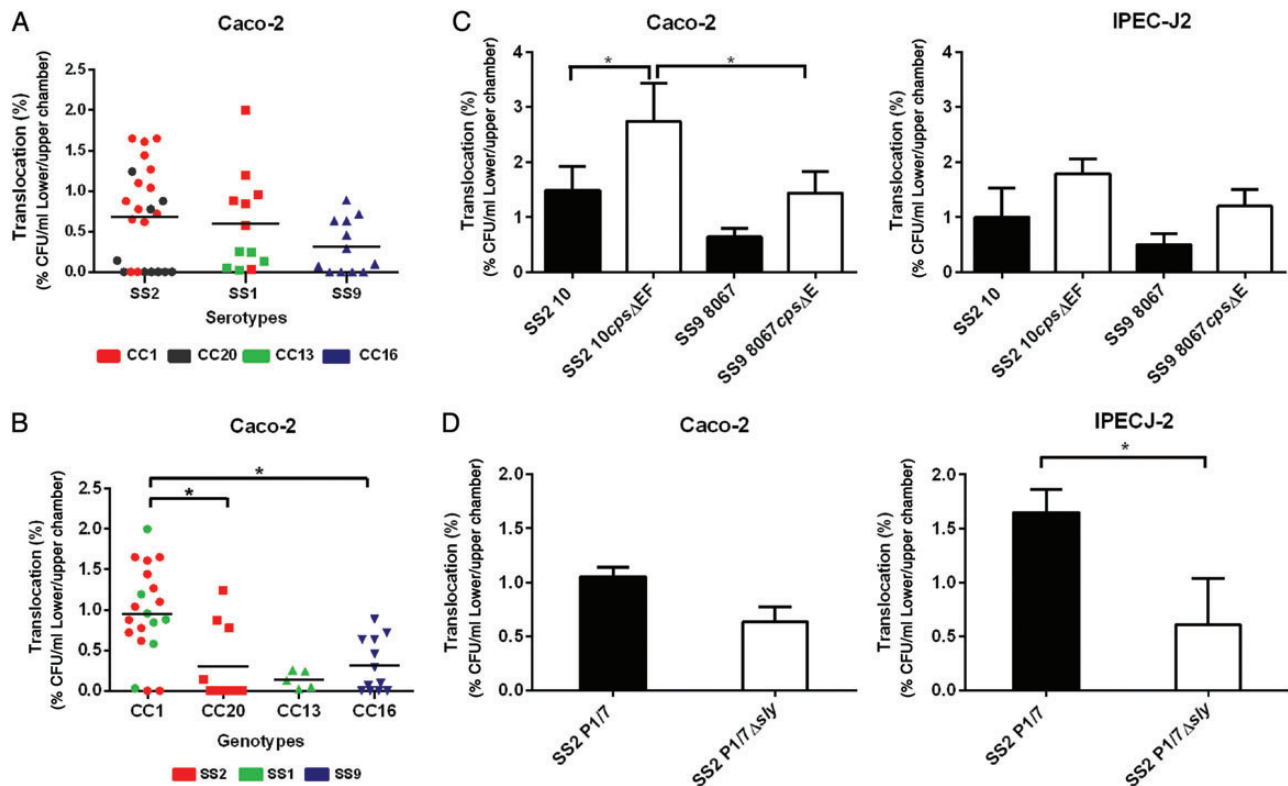 A
Caco-2
Translocation (%)
(% CFU/ml Lower/upper chamber)
2.5
2.0
1.5
1.0
0.5
0.0
SS2 SS1 SS9
Serotypes
CC1 CC20 CC13 CC16
B
Caco-2
Translocation (%)
(% CFU/ml Lower/upper chamber)
2.5
2.0
1.5
1.0
0.5
0.0
* *
CC1 CC20 CC13 CC16
Genotypes
SS2 SS1 SS9
C
Caco-2
Translocation (%)
(% CFU/ml Lower/upper chamber)
4
3
2
1
0
* *
SS2 10
SS2 10cpsΔEF
SS9 8067
SS9 8067cpsΔE
IPEC-J2
Translocation (%)
(% CFU/ml Lower/upper chamber)
4
3
2
1
0
SS2 10
SS2 10cpsΔEF
SS9 8067
SS9 8067cpsΔE
D
Caco-2
Translocation (%)
(% CFU/ml Lower/upper chamber)
2.0
1.5
1.0
0.5
0.0
SS2 P1/7
SS2 P1/7Δsly
IPECJ-2
Translocation (%)
(% CFU/ml Lower/upper chamber)
2.0
1.5
1.0
0.5
0.0
*
SS2 P1/7
SS2 P1/7Δsly